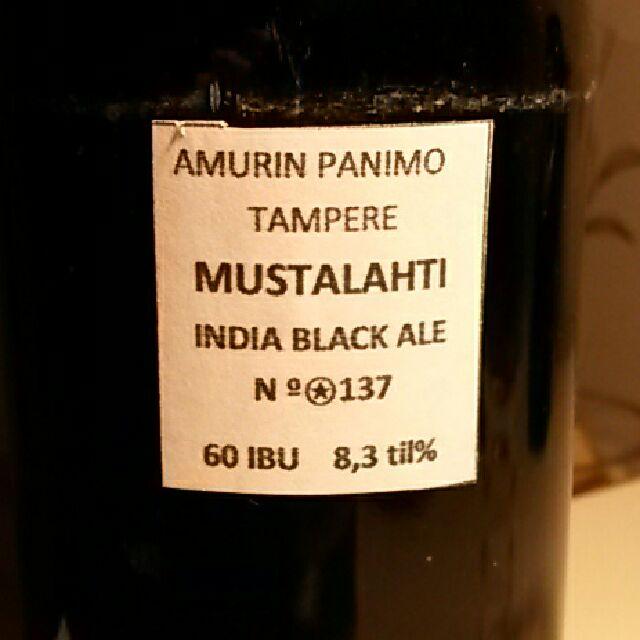 AMURIN PANIMO
TAMPERE
MUSTALAHTI
INDIA BLACK ALE
N º⍟137
60 IBU 8,3 til%